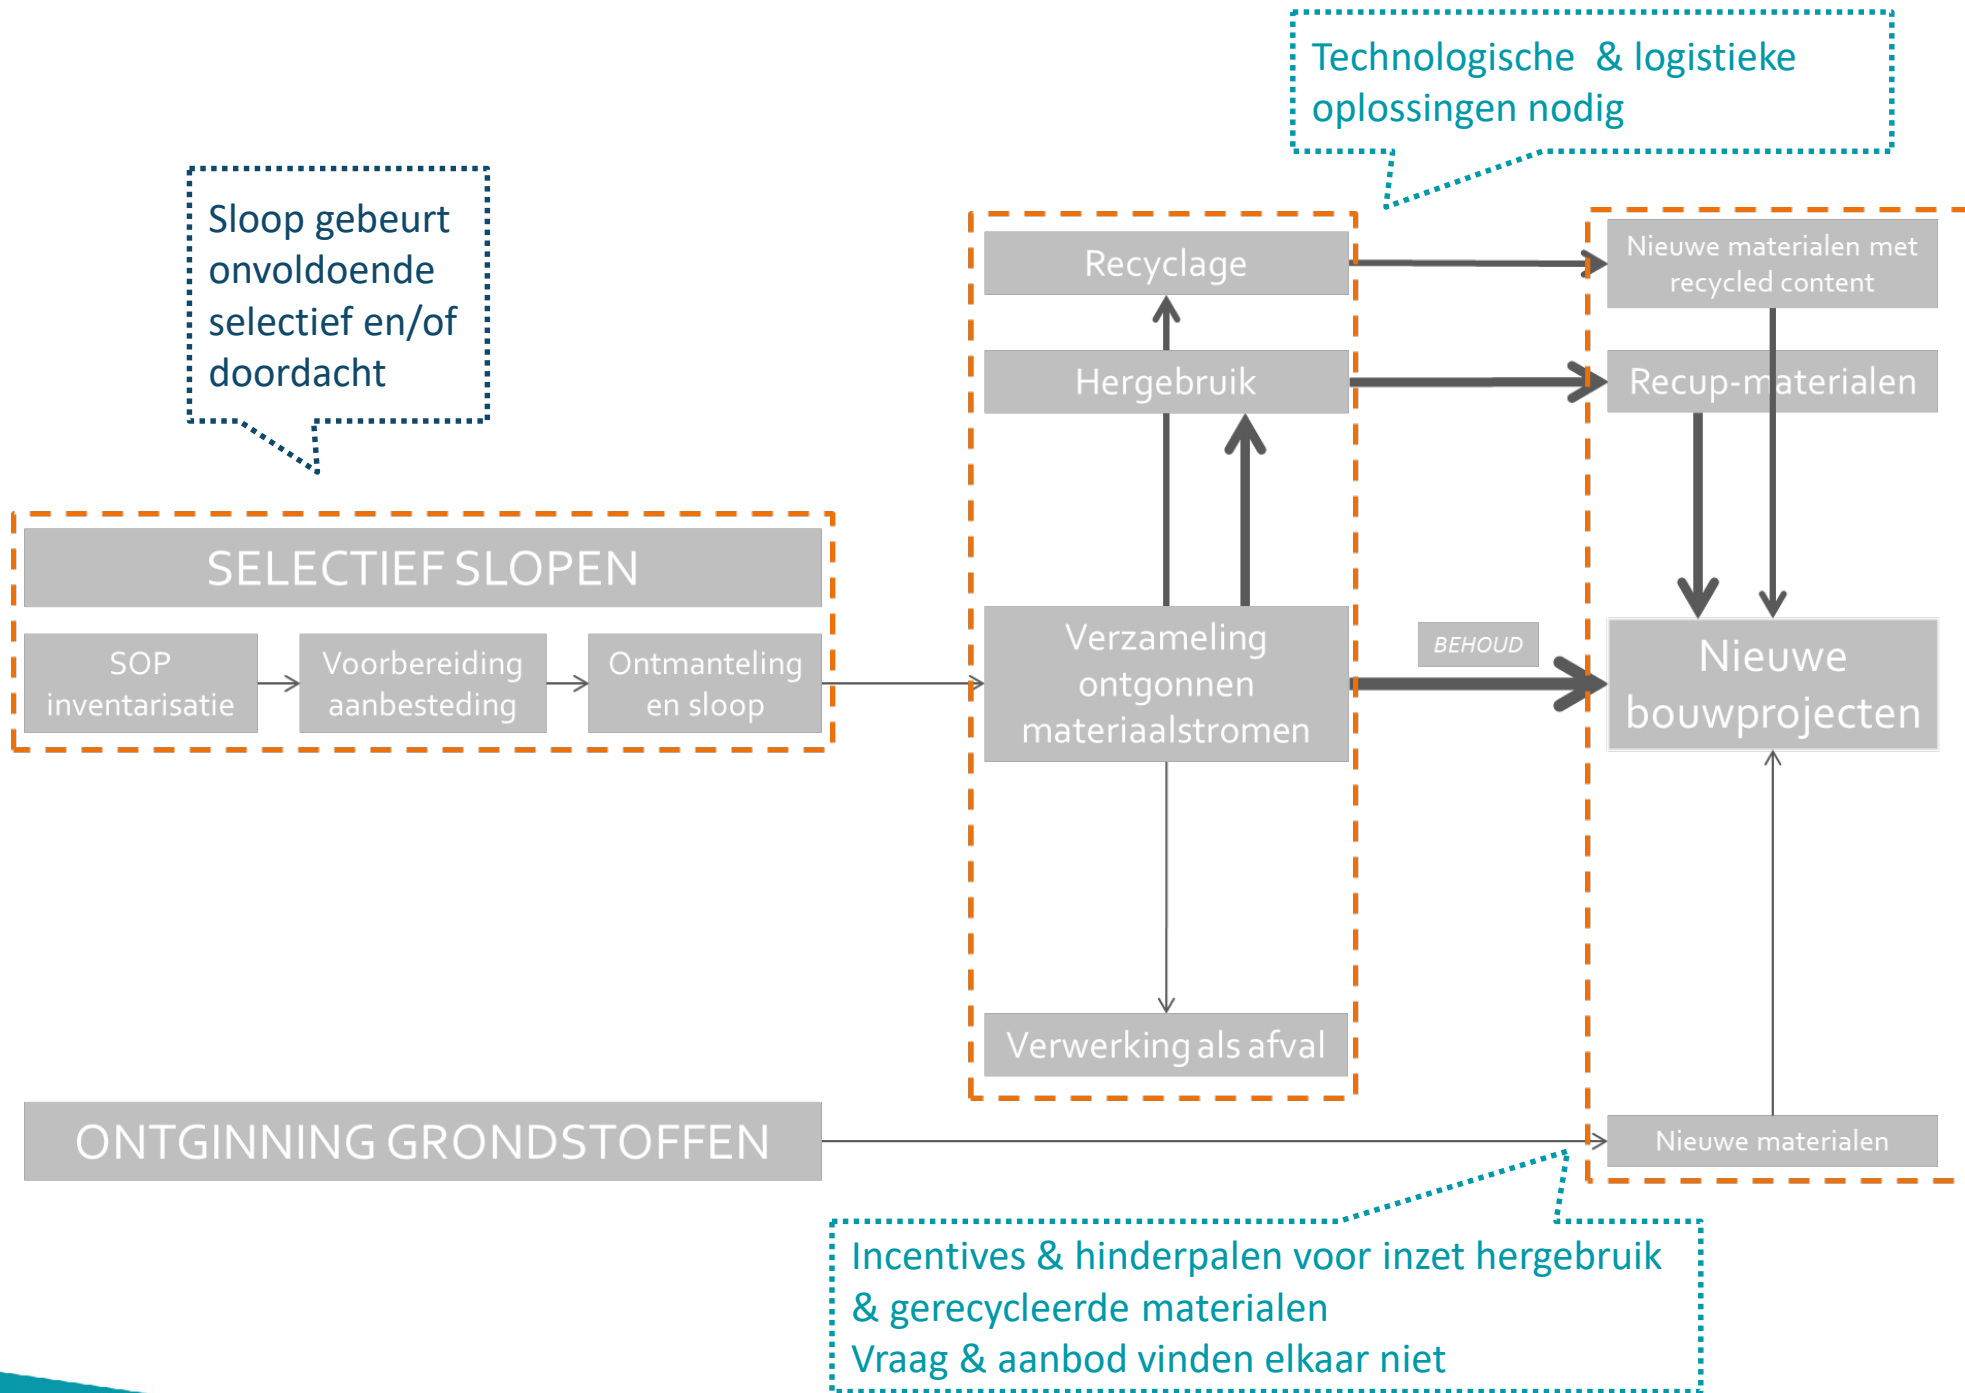 Technologische & logistieke
oplossingen nodig
Sloop gebeurt
onvoldoende
selectief en/of
doordacht
Recyclage
Nieuwe materialen met
recycled content
Hergebruik
Recup-materialen
SELECTIEF SLOPEN
SOP
inventarisatie
Voorbereiding
aanbesteding
Ontmanteling
en sloop
Verzameling
ontgonnen
materiaalstromen
BEHOUD
Nieuwe
bouwprojecten
Verwerking als afval
ONTGINNING GRONDSTOFFEN
Nieuwe materialen
Incentives & hinderpalen voor inzet hergebruik
& gerecycleerde materialen
Vraag & aanbod vinden elkaar niet